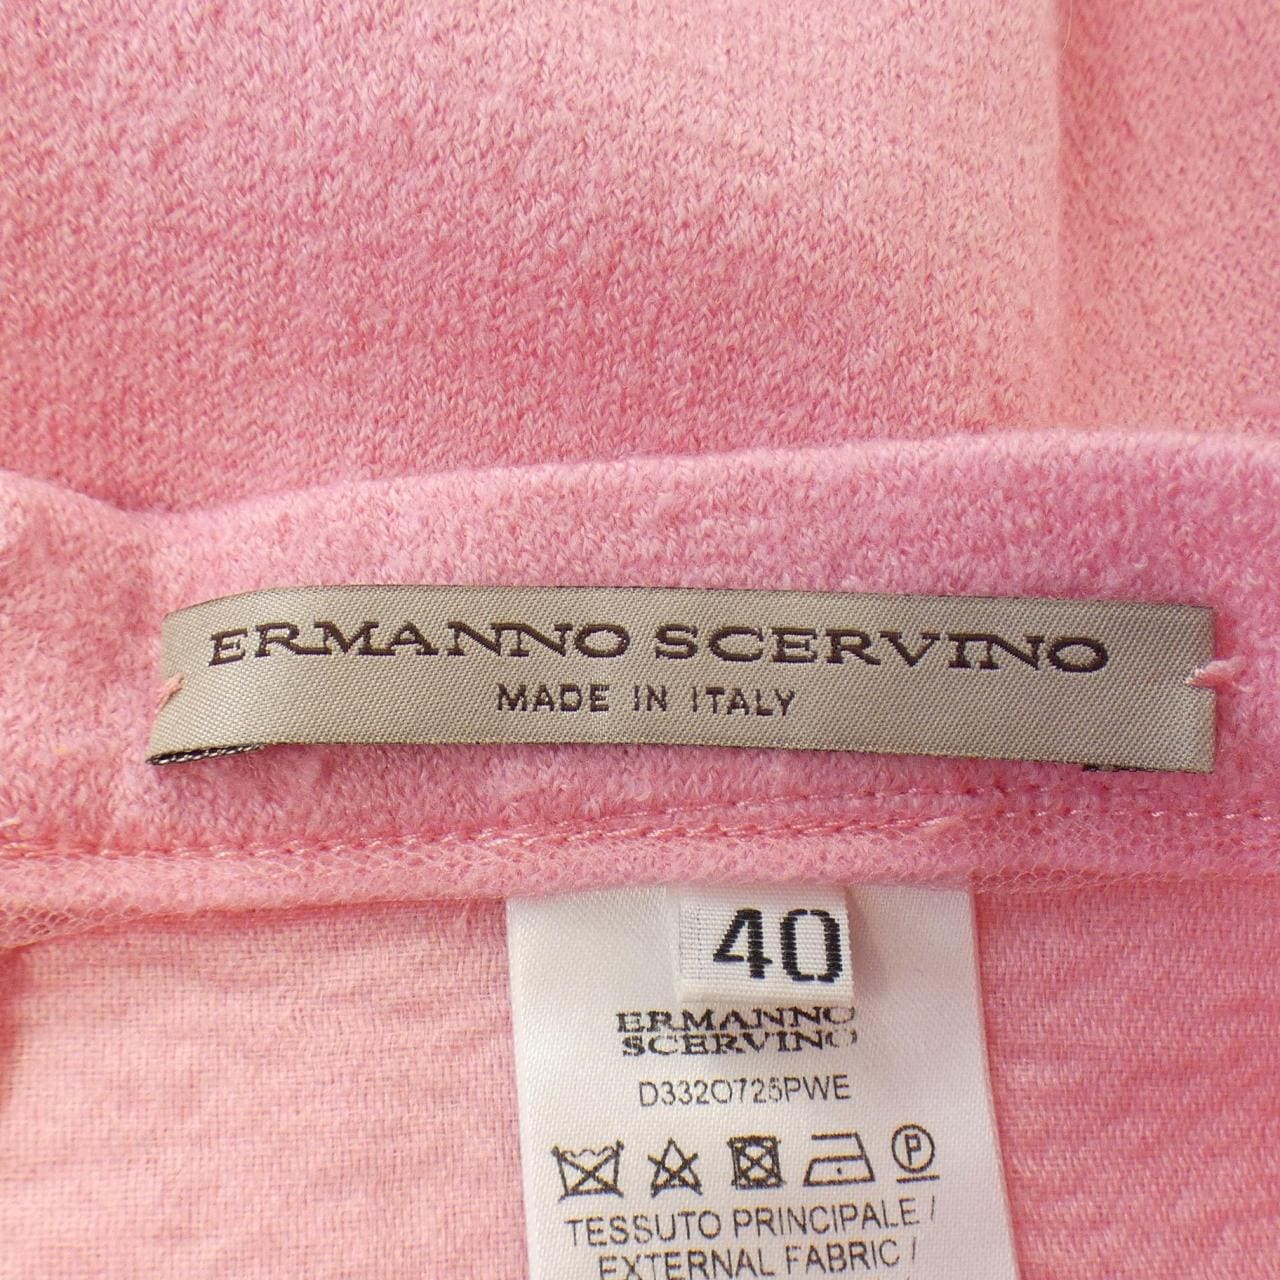 ERMANNO SCERVINO
MADE IN ITALY
40
ERMANNO
SCERVINO
D332O725PWE
P
TESSUTO PRINCIPALE /
EXTERNAL FABRIC /